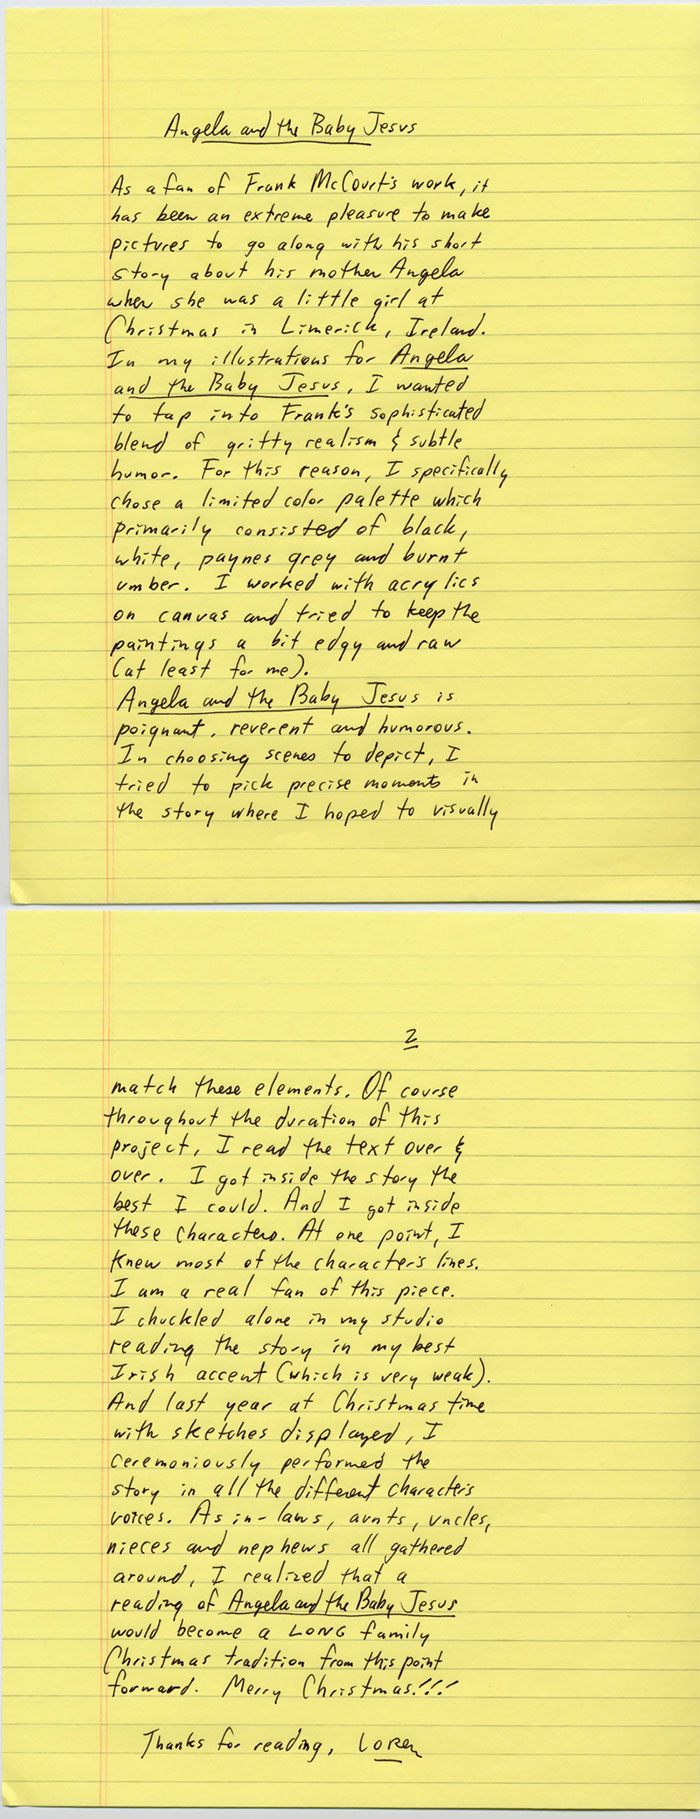 Angela and the Baby Jesus
As a fan of Frank McCourt's work, it
has been an extreme pleasure to make
pictures to go along with his short
story about his mother Angela
when she was a little girl at
Christmas in Limerick, Ireland.
In my illustrations for Angela
and the Baby Jesus, I wanted
to tap into Frank's sophisticated
blend of gritty realism & subtle
humor. For this reason, I specifically
chose a limited color palette which
primarily consisted of black,
white, paynes grey and burnt
umber. I worked with acrylics
on canvas and tried to keep the
paintings a bit edgy and raw
(at least for me).
Angela and the Baby Jesus is
poignant, reverent and humorous.
In choosing scenes to depict, I
tried to pick precise moments in
the story where I hoped to visually
2
match these elements. Of course
throughout the duration of this
project, I read the text over &
over. I got inside the story the
best I could. And I got inside
these characters. At one point, I
knew most of the character's lines.
I am a real fan of this piece.
I chuckled alone in my studio
reading the story in my best
Irish accent (which is very weak).
And last year at Christmas time
with sketches displayed, I
ceremoniously performed the
story in all the different character's
voices. As in-laws, aunts, uncles,
nieces and nephews all gathered
around, I realized that a
reading of Angela and the Baby Jesus
would become a LONG family
Christmas tradition from this point
forward. Merry Christmas!!!
Thanks for reading, LOREN